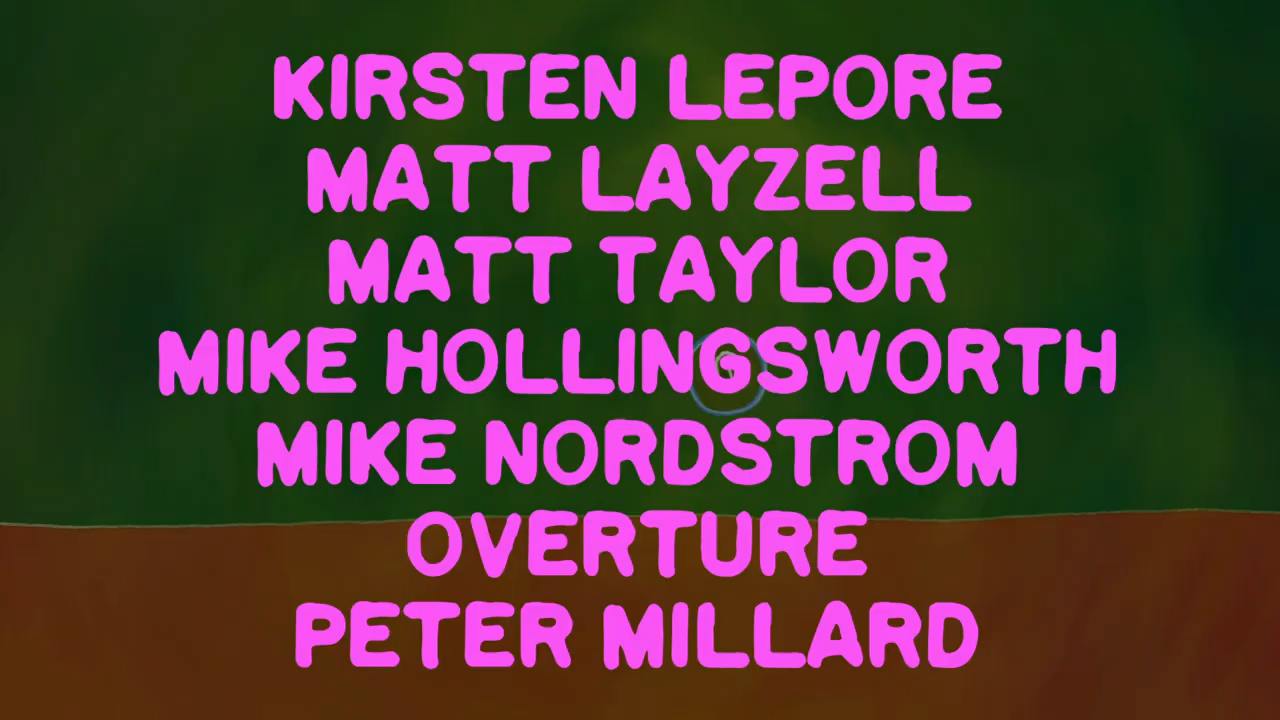 KIRSTEN LEPORE
MATT LAYZELL
MATT TAYLOR
MIKE HOLLINGSWORTH
MIKE NORDSTROM
OVERTURE
PETER MILLARD